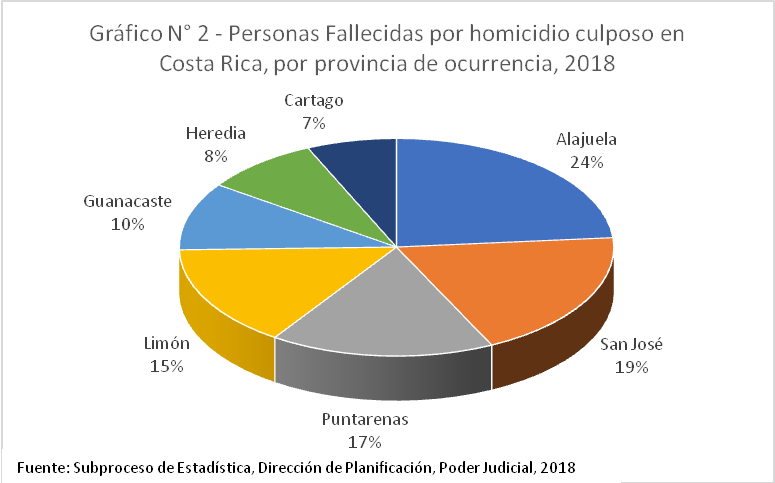 Gráfico N° 2 - Personas Fallecidas por homicidio culposo en
Costa Rica, por provincia de ocurrencia, 2018
Cartago
7%
Alajuela
24%
Heredia
8%
Guanacaste
10%
Limón
15%
San José
19%
Puntarenas
17%
Fuente: Subproceso de Estadística, Dirección de Planificación, Poder Judicial, 2018